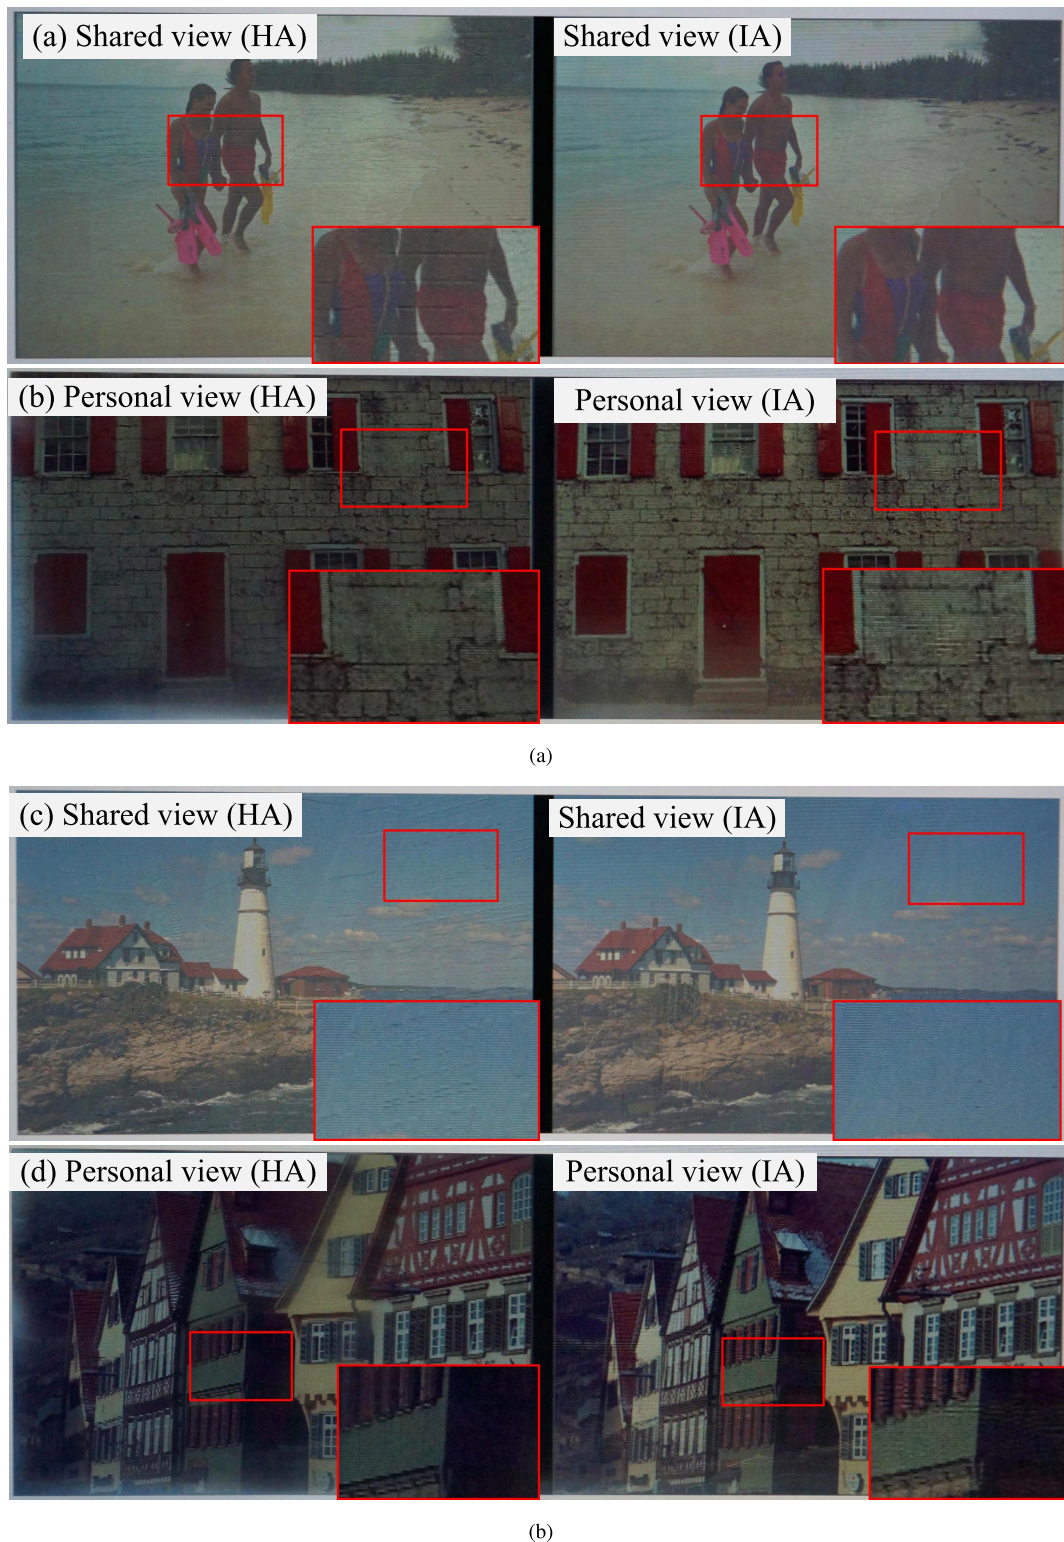 (a) Shared view (HA)
Shared view (IA)
(b) Personal view (HA)
Personal view (IA)
(a)
(c) Shared view (HA)
Shared view (IA)
(d) Personal view (HA)
Personal view (IA)
(b)